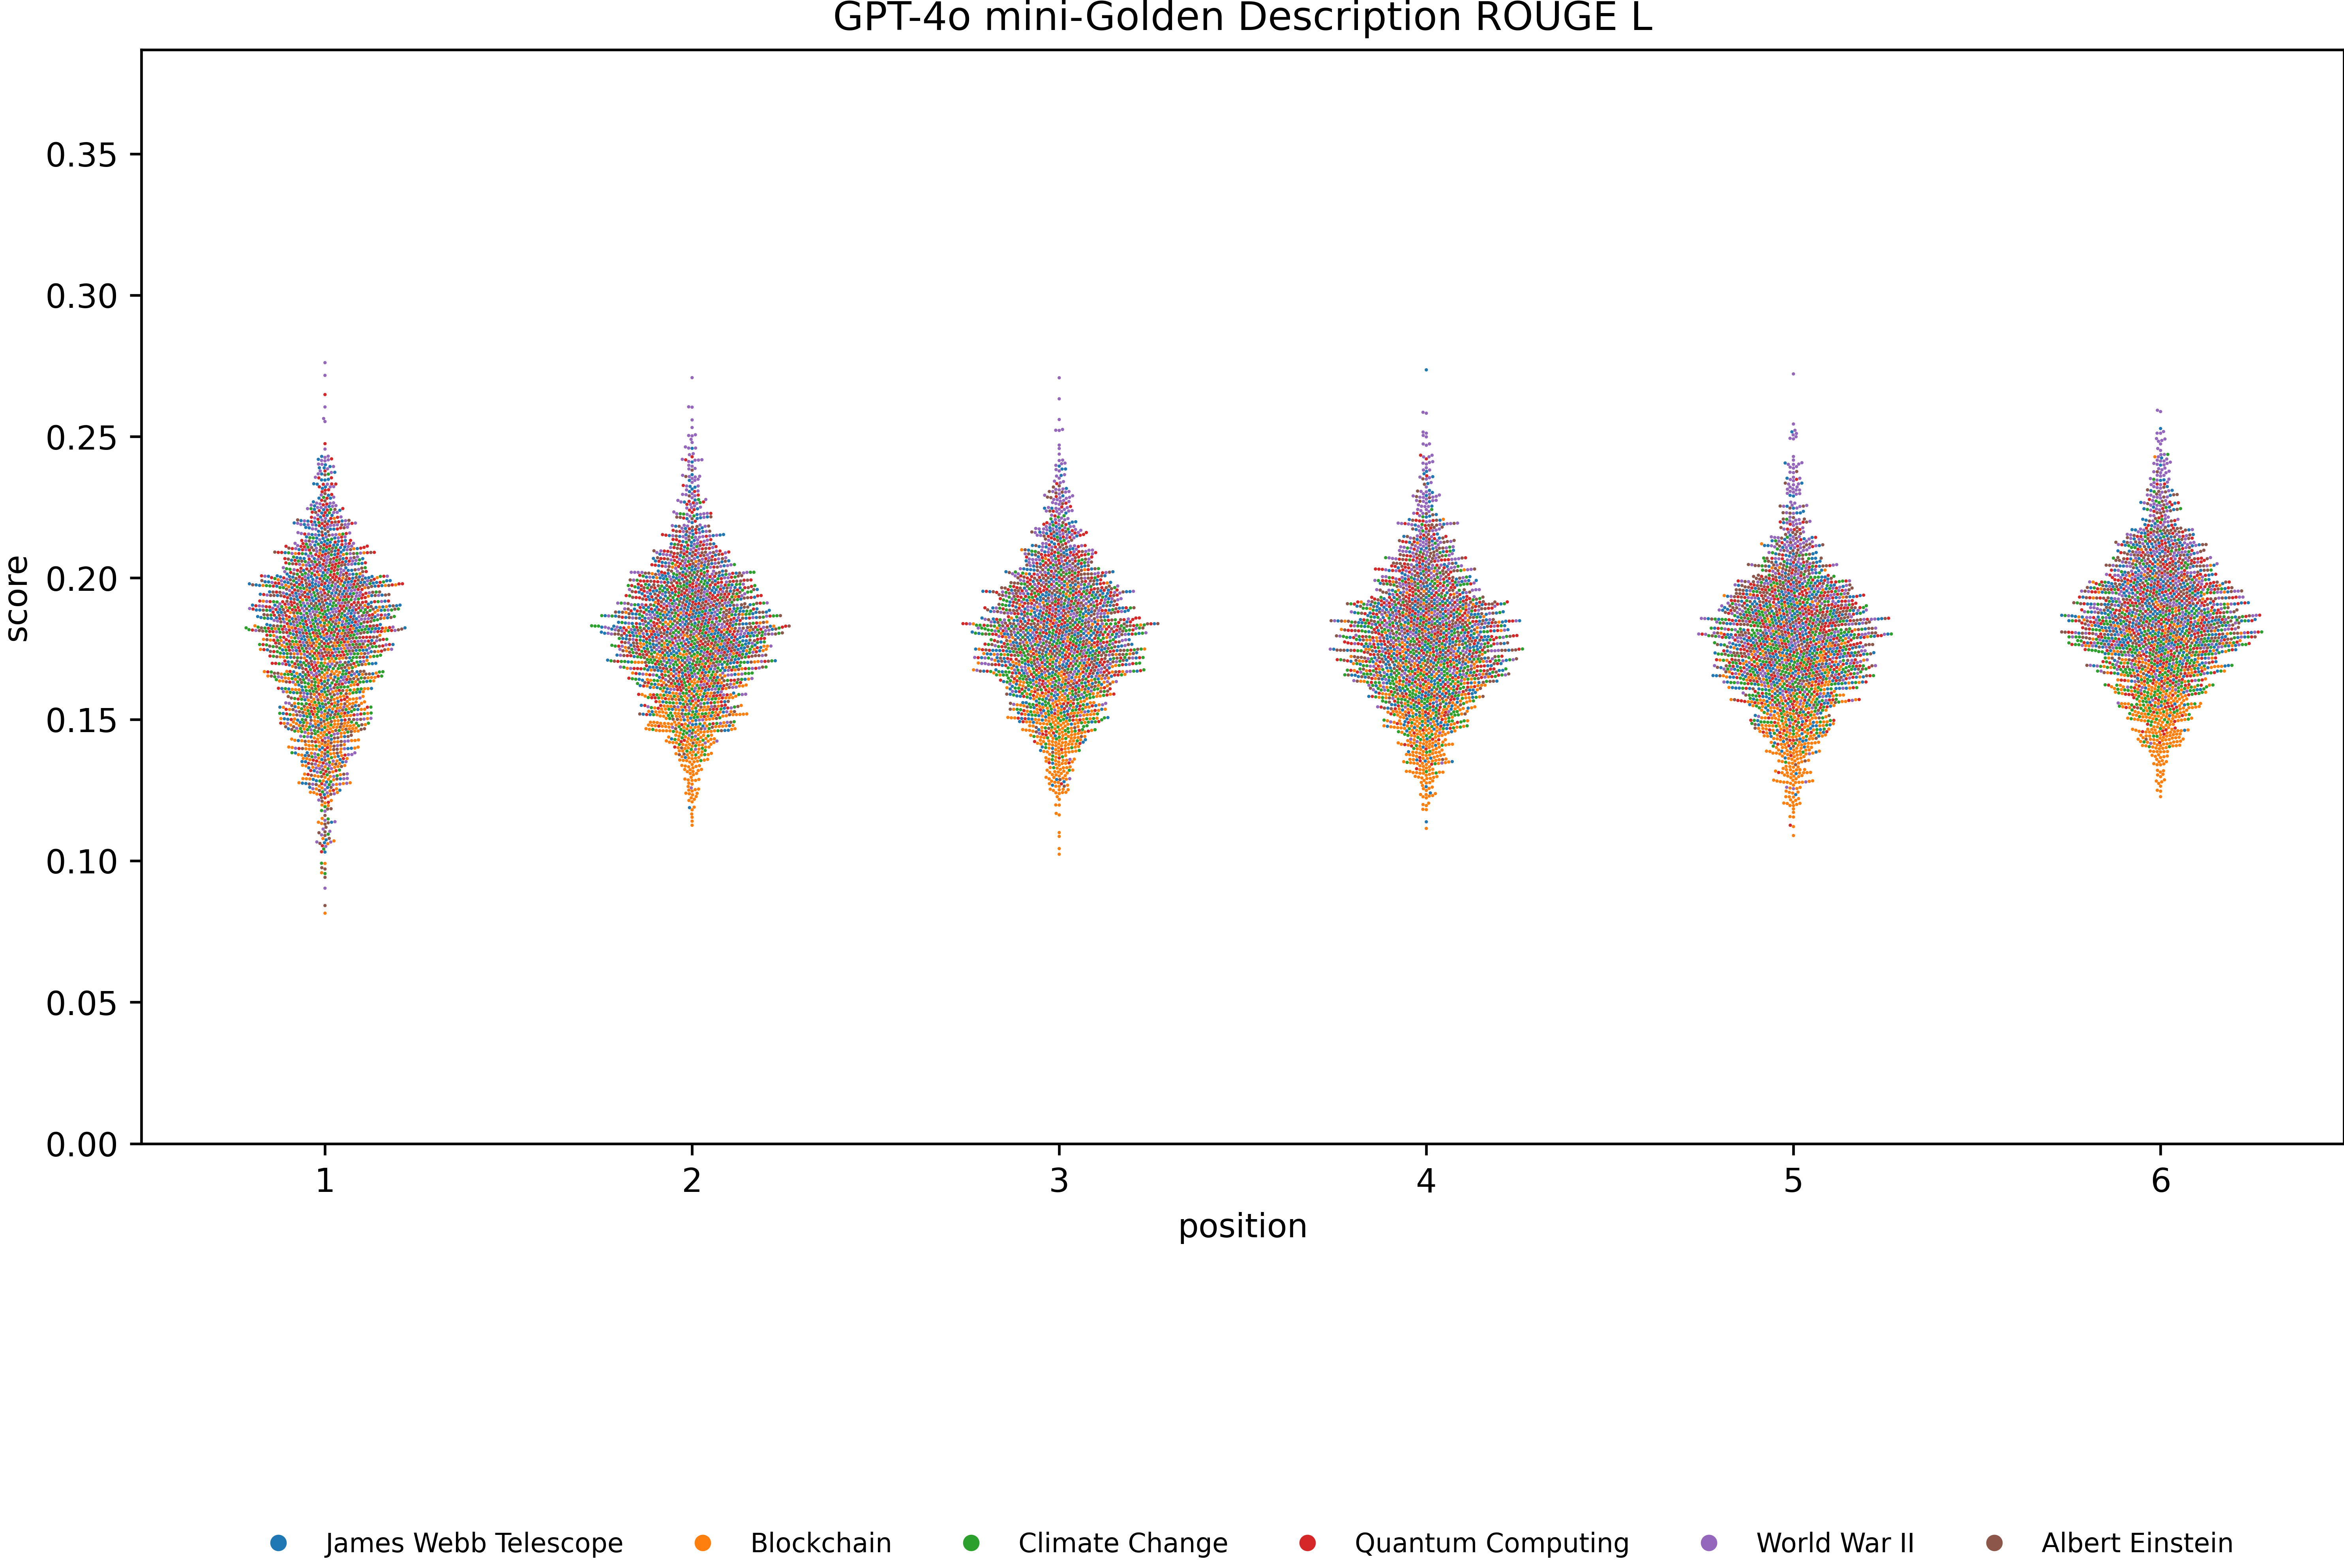 GPT-4o mini-Golden Description ROUGE L
0.35
0.30
0.25
0.20
0.15
0.10
0.05
0.00
score
1 2 3 4 5 6
position
James Webb Telescope Blockchain Climate Change Quantum Computing World War II Albert Einstein